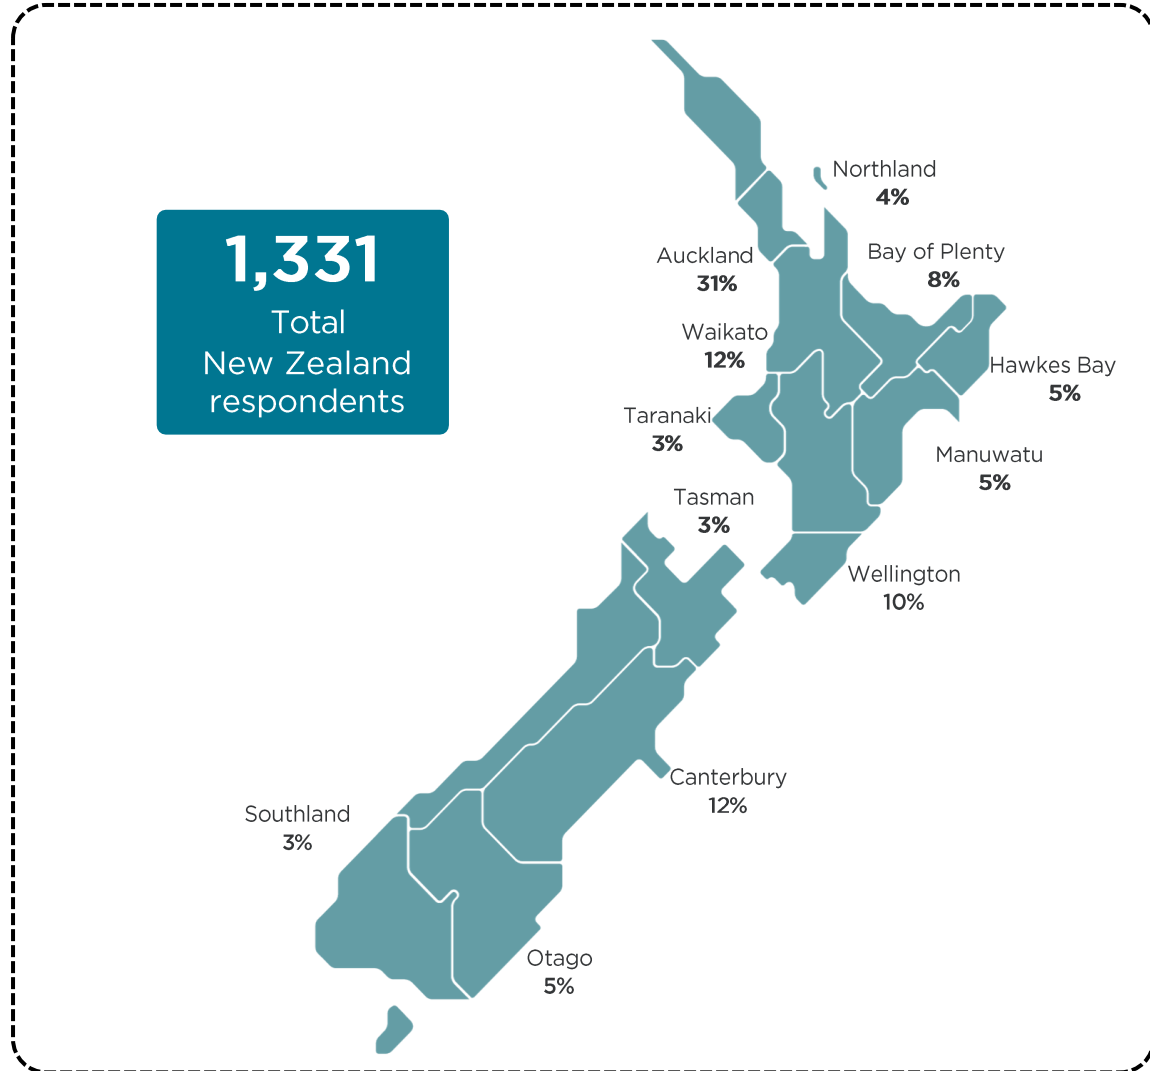 1,331
Total
New Zealand
respondents
Northland
4%
Auckland
31%
Bay of Plenty
8%
Waikato
12%
Hawkes Bay
5%
Taranaki
3%
Manuwatu
5%
Tasman
3%
Wellington
10%
Canterbury
12%
Southland
3%
Otago
5%